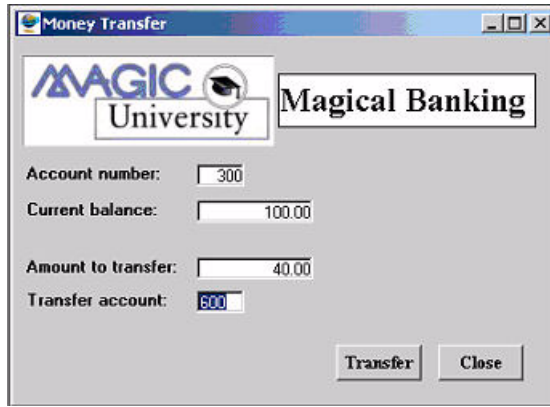 Money Transfer
MAGIC
University
Magical Banking
Account number: 300
Current balance: 100.00
Amount to transfer: 40.00
Transfer account: 600
Transfer Close